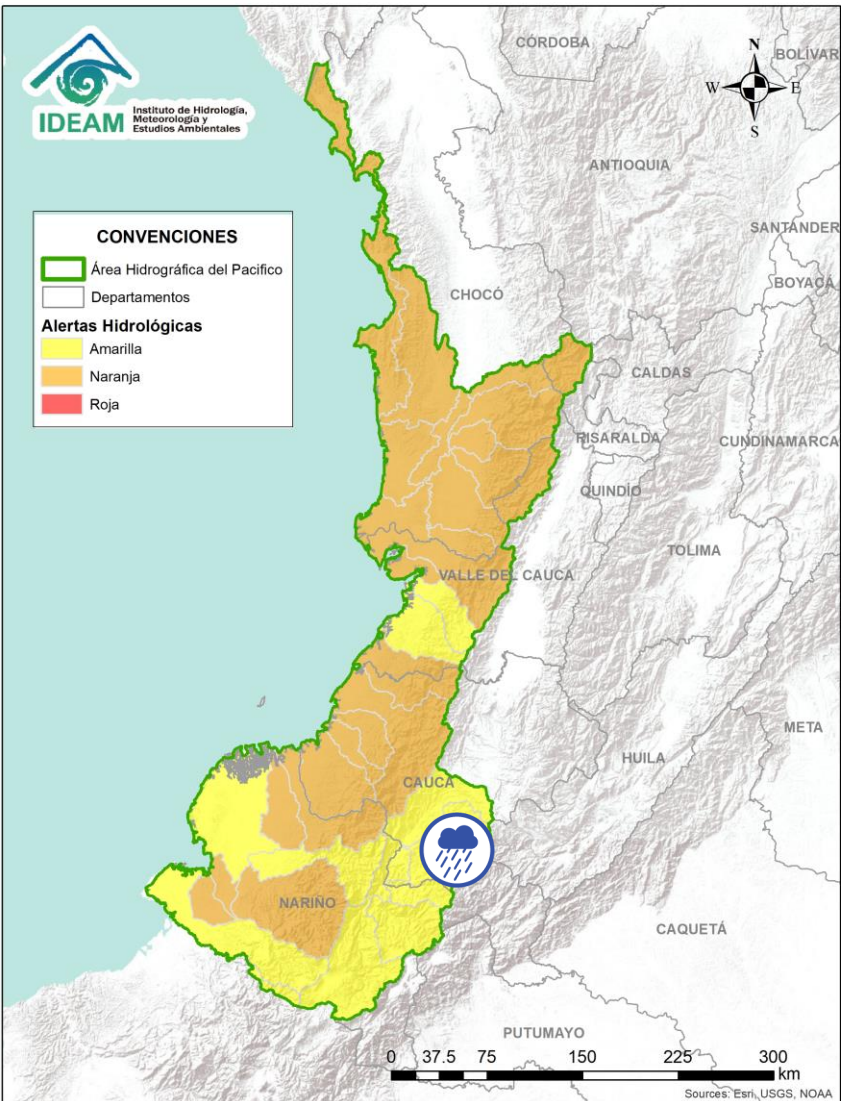 IDEAM
Instituto de Hidrología,
Meteorología y
Estudios Ambientales
N
W
E
S
CÓRDOBA
BOLÍVAR
ANTIOQUIA
SANTANDER
BOYACÁ
CHOCÓ
CALDAS
RISARALDA
CUNDINAMARCA
QUINDÍO
TOLIMA
VALLE DEL CAUCA
META
HUILA
CAUCA
NARIÑO
CAQUETÁ
PUTUMAYO
CONVENCIONES
Área Hidrográfica del Pacifico
Departamentos
Alertas Hidrológicas
Amarilla
Naranja
Roja
0 37.5 75 150 225 300
km
Sources: Esri, USGS, NOAA